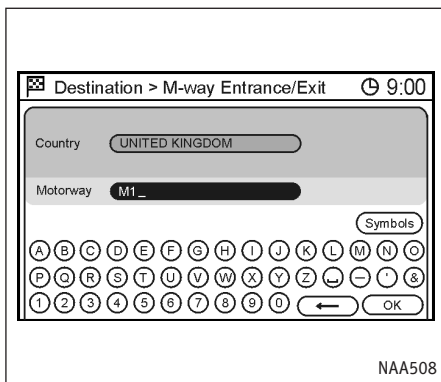 Destination > M-way Entrance/Exit 9:00
Country UNITED KINGDOM
Motorway M1_
Symbols
A B C D E F G H I J K L M N O
P Q R S T U V W X Y Z ␣ – ' &
1 2 3 4 5 6 7 8 9 0 ← OK
NAA508